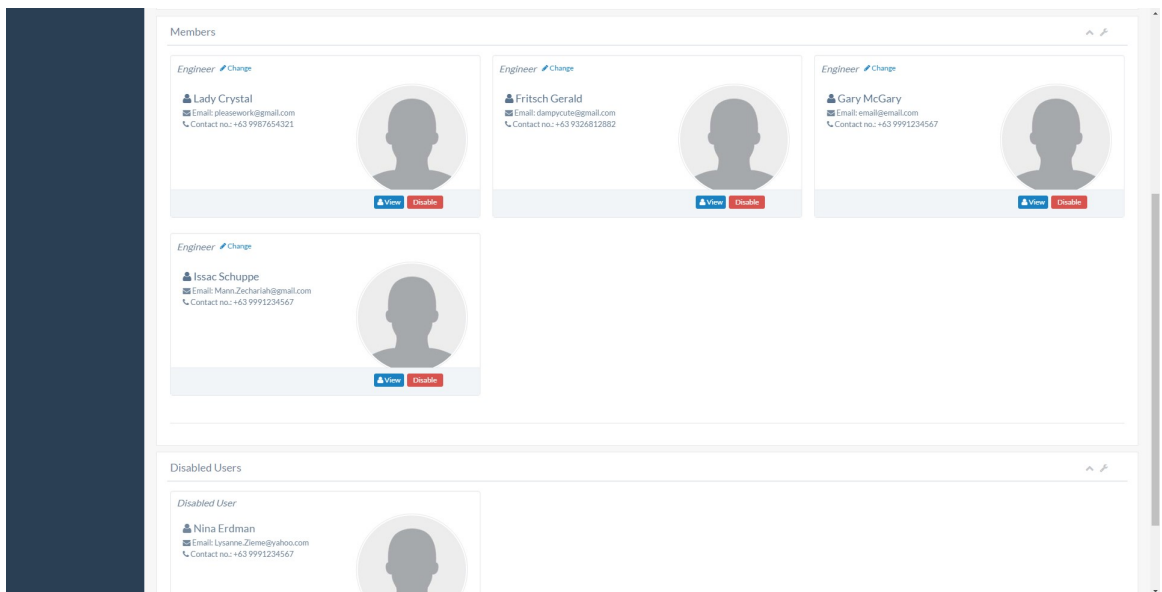 Members
Engineer Change
Lady Crystal
Email: pleasework@gmail.com
Contact no.: +63 9987654321
View Disable
Engineer Change
Fritsch Gerald
Email: dampycute@gmail.com
Contact no.: +63 9326812882
View Disable
Engineer Change
Gary McGary
Email: email@email.com
Contact no.: +63 9991234567
View Disable
Engineer Change
Issac Schuppe
Email: Mann.Zechariah@gmail.com
Contact no.: +63 9991234567
View Disable
Disabled Users
Disabled User
Nina Erdman
Email: Lysanne.Zieme@yahoo.com
Contact no.: +63 9991234567